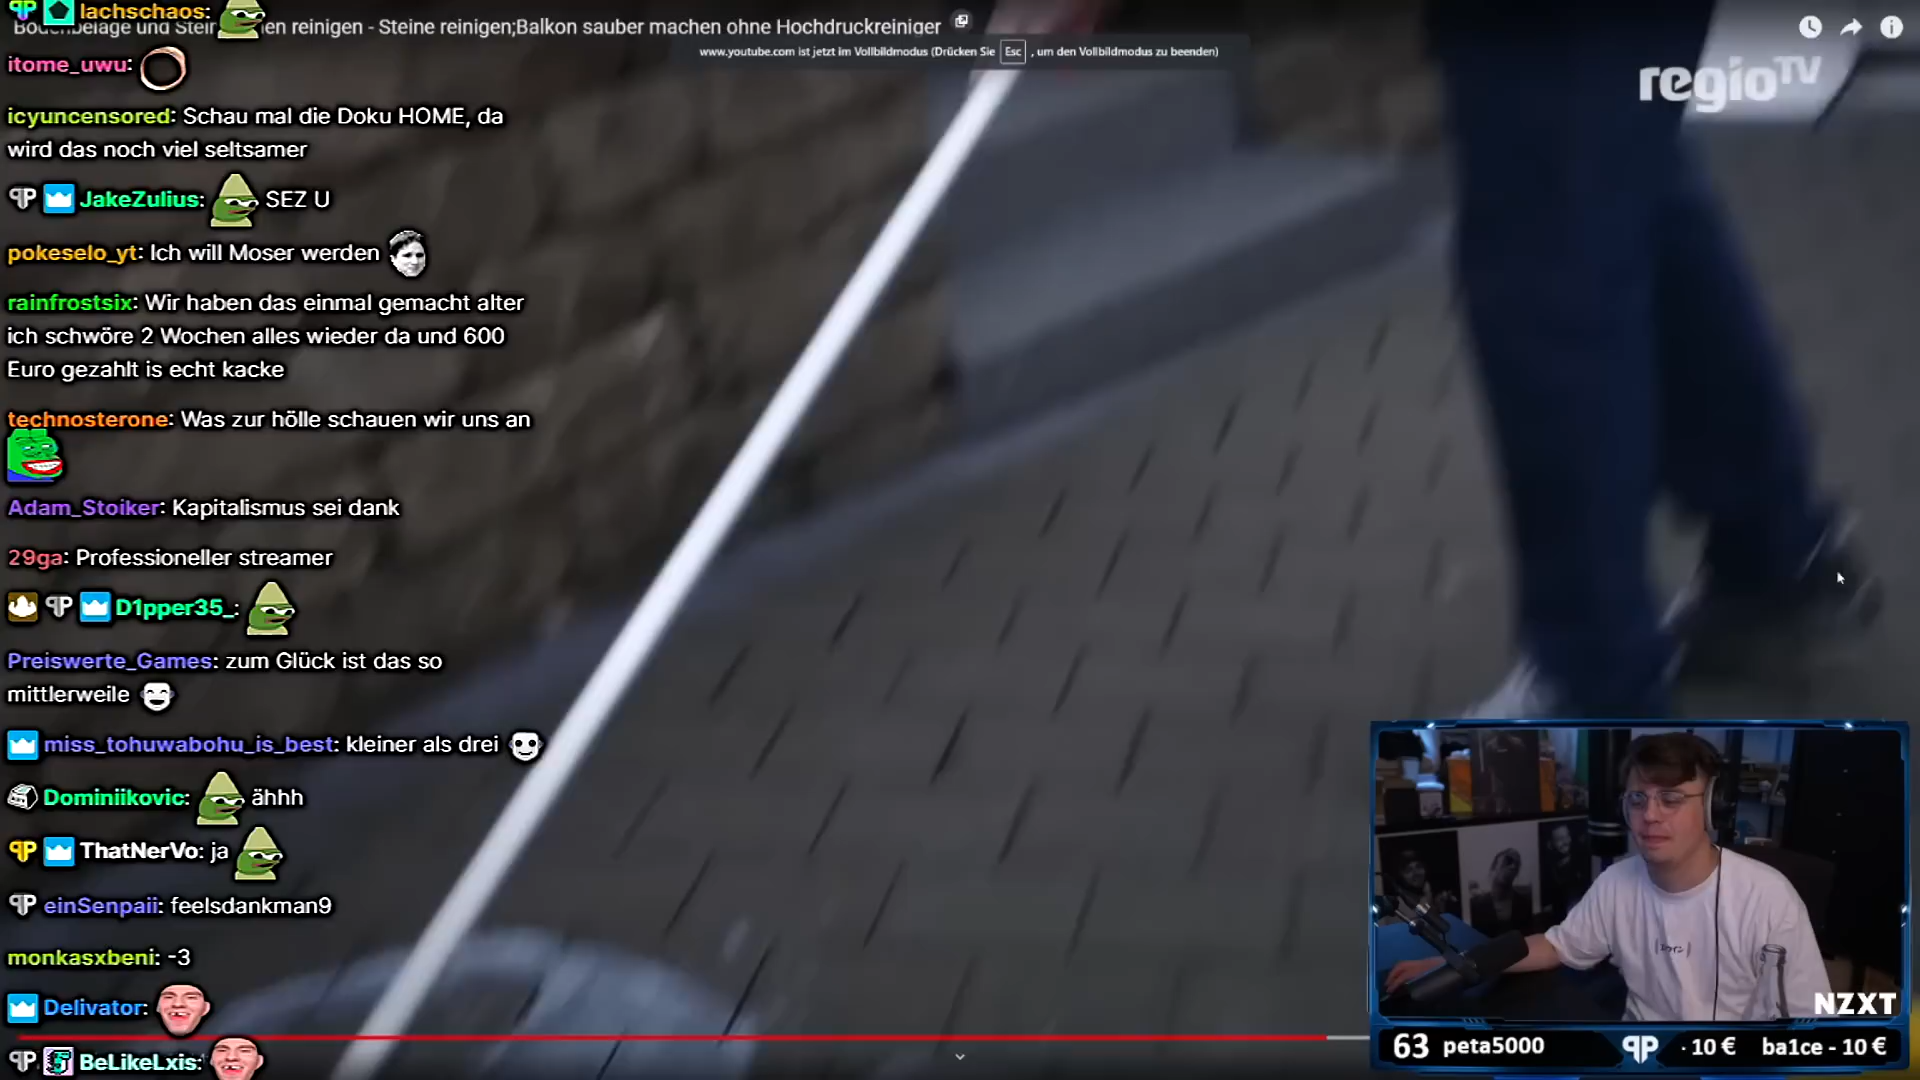 lachschaos:
en reinigen - Steine reinigen;Balkon sauber machen ohne Hochdruckreiniger
www.youtube.com ist jetzt im Vollbildmodus (Drücken Sie Esc , um den Vollbildmodus zu beenden)
regioTV
itome_uwu:
icyuncensored: Schau mal die Doku HOME, da
wird das noch viel seltsamer
JakeZulius: SEZ U
pokeselo_yt: Ich will Moser werden
rainfrostsix: Wir haben das einmal gemacht alter
ich schwöre 2 Wochen alles wieder da und 600
Euro gezahlt is echt kacke
technosterone: Was zur hölle schauen wir uns an
Adam_Stoiker: Kapitalismus sei dank
29ga: Professioneller streamer
D1pper35_:
Preiswerte_Games: zum Glück ist das so
mittlerweile
miss_tohuwabohu_is_best: kleiner als drei
Dominiikovic: ähhh
ThatNerVo: ja
einSenpaii: feelsdankman9
monkasxbeni: -3
Delivator:
BeLikeLxis:
NZXT
63 peta5000 · 10 € ba1ce - 10 €